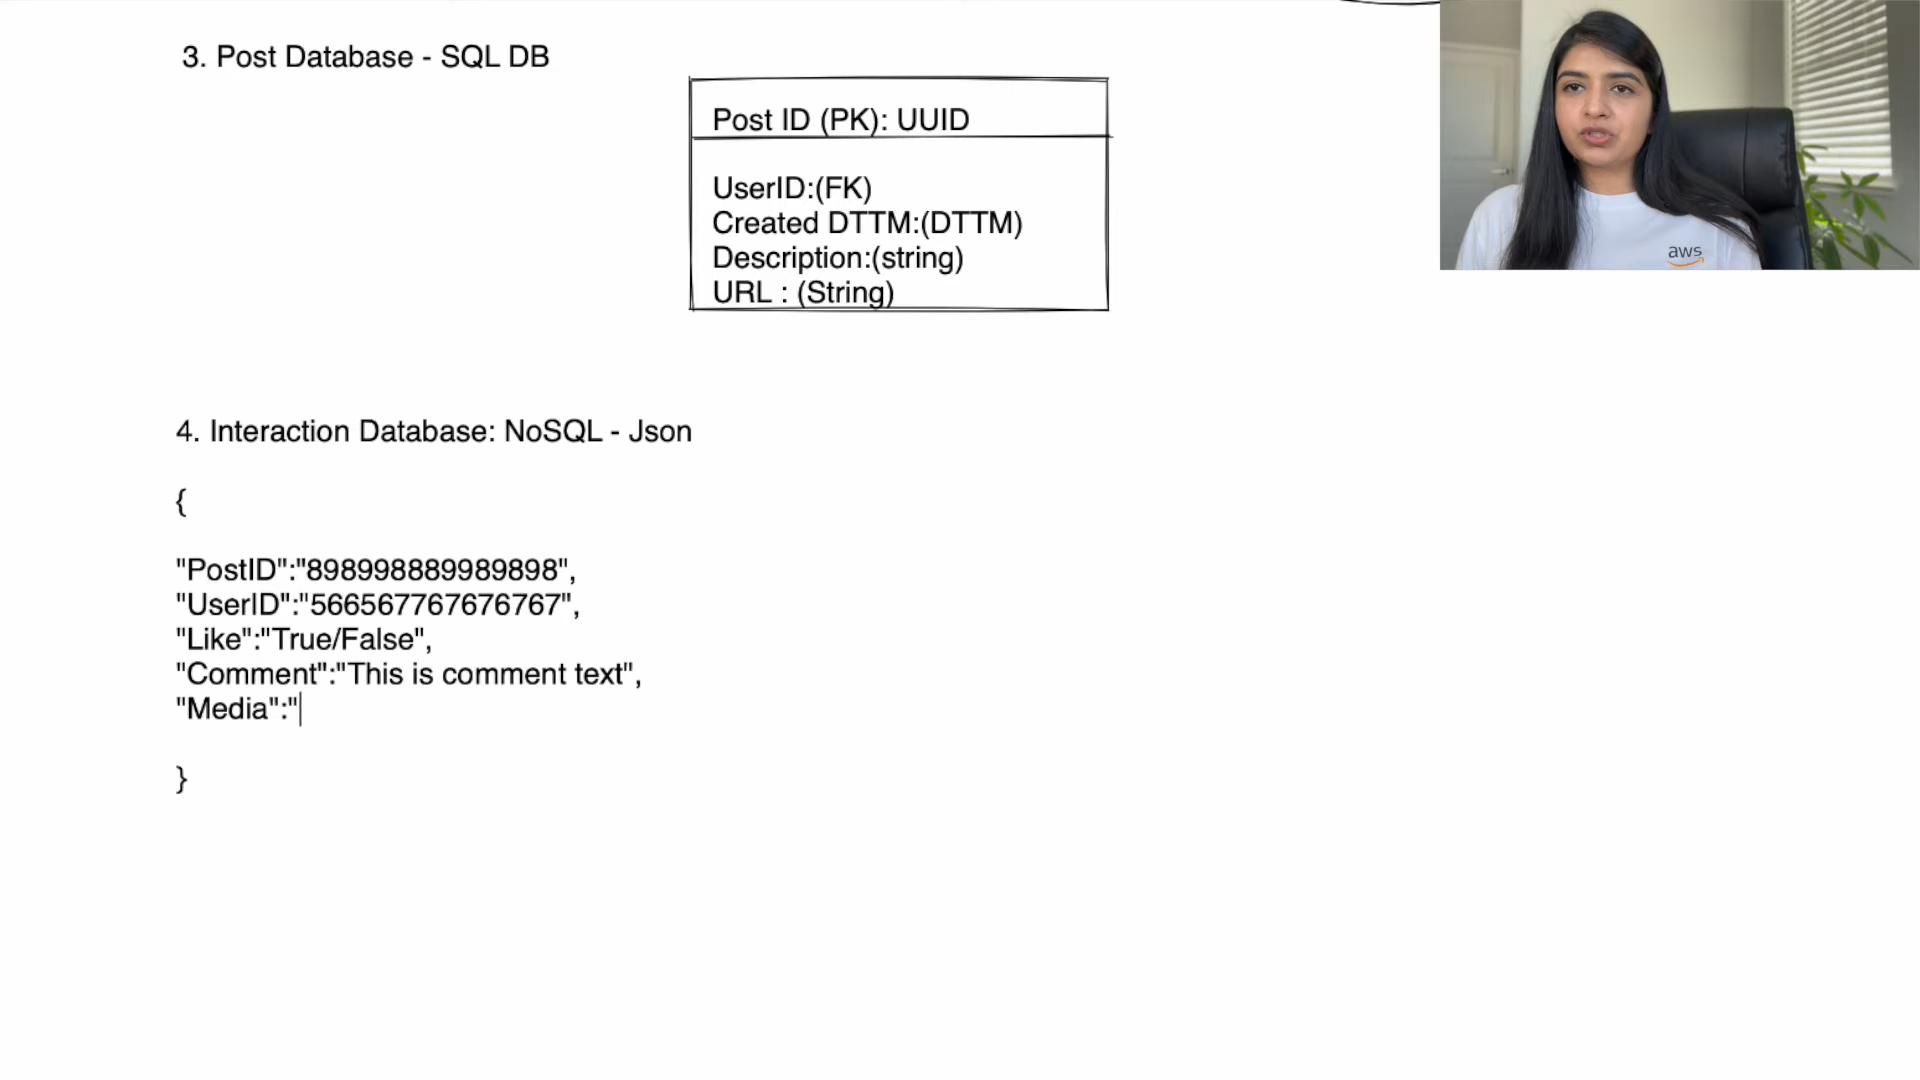 3. Post Database - SQL DB
Post ID (PK): UUID
UserID:(FK)
Created DTTM:(DTTM)
Description:(string)
URL : (String)
aws
4. Interaction Database: NoSQL - Json
{
"PostID":"898998889989898",
"UserID":"566567767676767",
"Like":"True/False",
"Comment":"This is comment text",
"Media":"
}